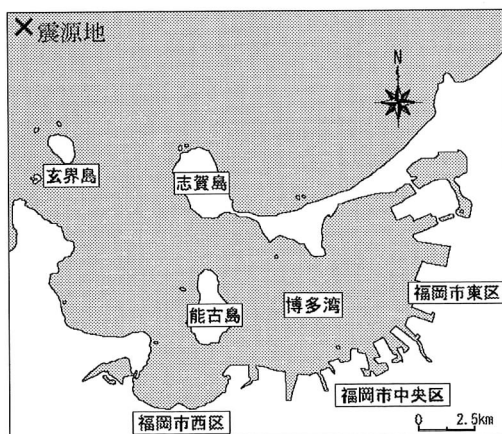 ×震源地
N
玄界島
志賀島
能古島
博多湾
福岡市東区
福岡市中央区
福岡市西区
0 2.5km